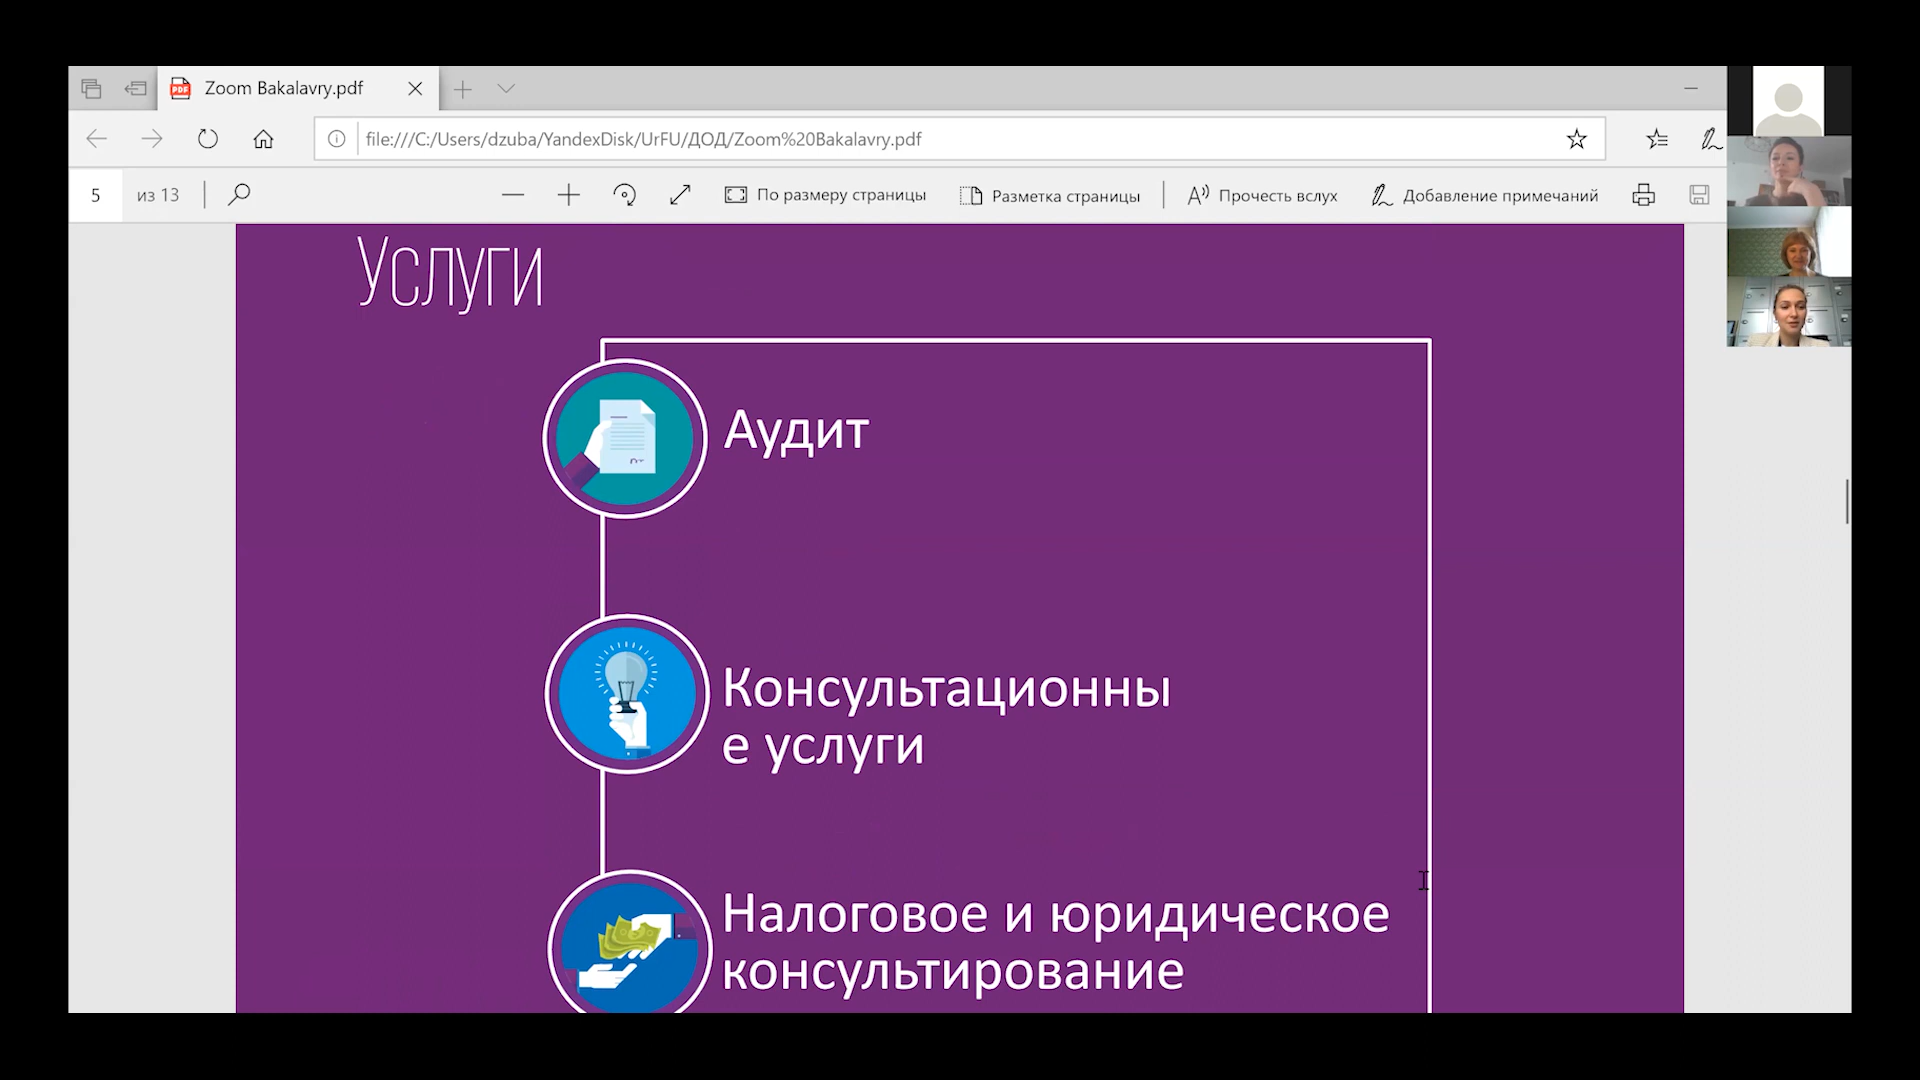 Zoom Bakalavry.pdf
file:///C:/Users/dzuba/YandexDisk/UrFU/ДОД/Zoom%20Bakalavry.pdf
5 из 13 По размеру страницы Разметка страницы Прочесть вслух Добавление примечаний
Услуги
Аудит
Консультационны
е услуги
Налоговое и юридическое
консультирование